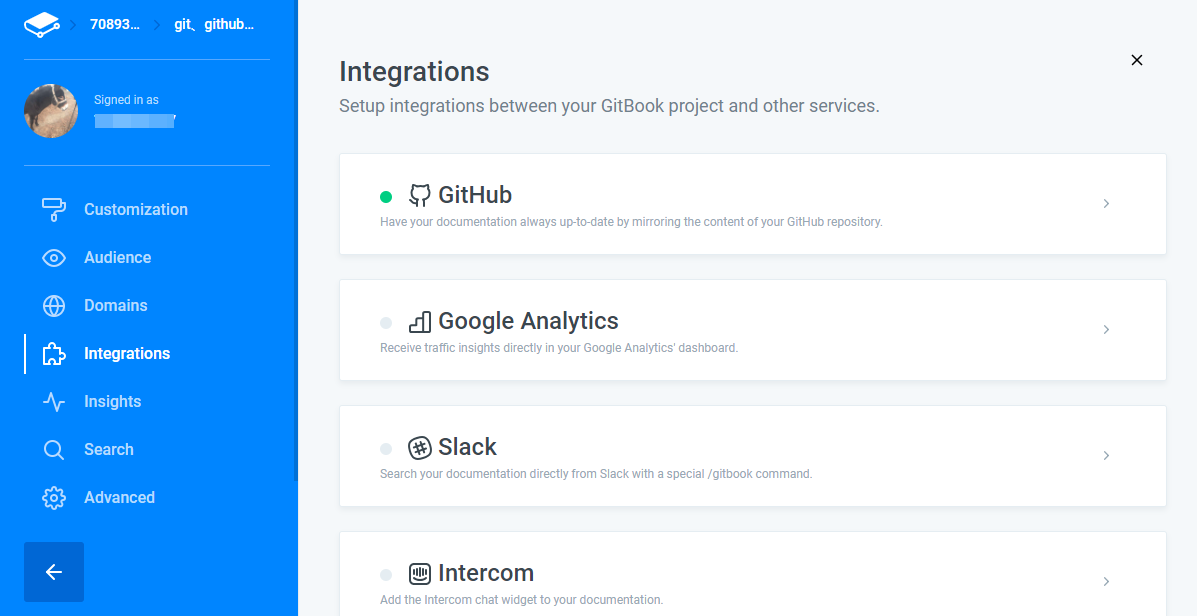 70893... git、github...
Signed in as
Customization
Audience
Domains
Integrations
Insights
Search
Advanced
Integrations
Setup integrations between your GitBook project and other services.
GitHub
Have your documentation always up-to-date by mirroring the content of your GitHub repository.
Google Analytics
Receive traffic insights directly in your Google Analytics' dashboard.
Slack
Search your documentation directly from Slack with a special /gitbook command.
Intercom
Add the Intercom chat widget to your documentation.